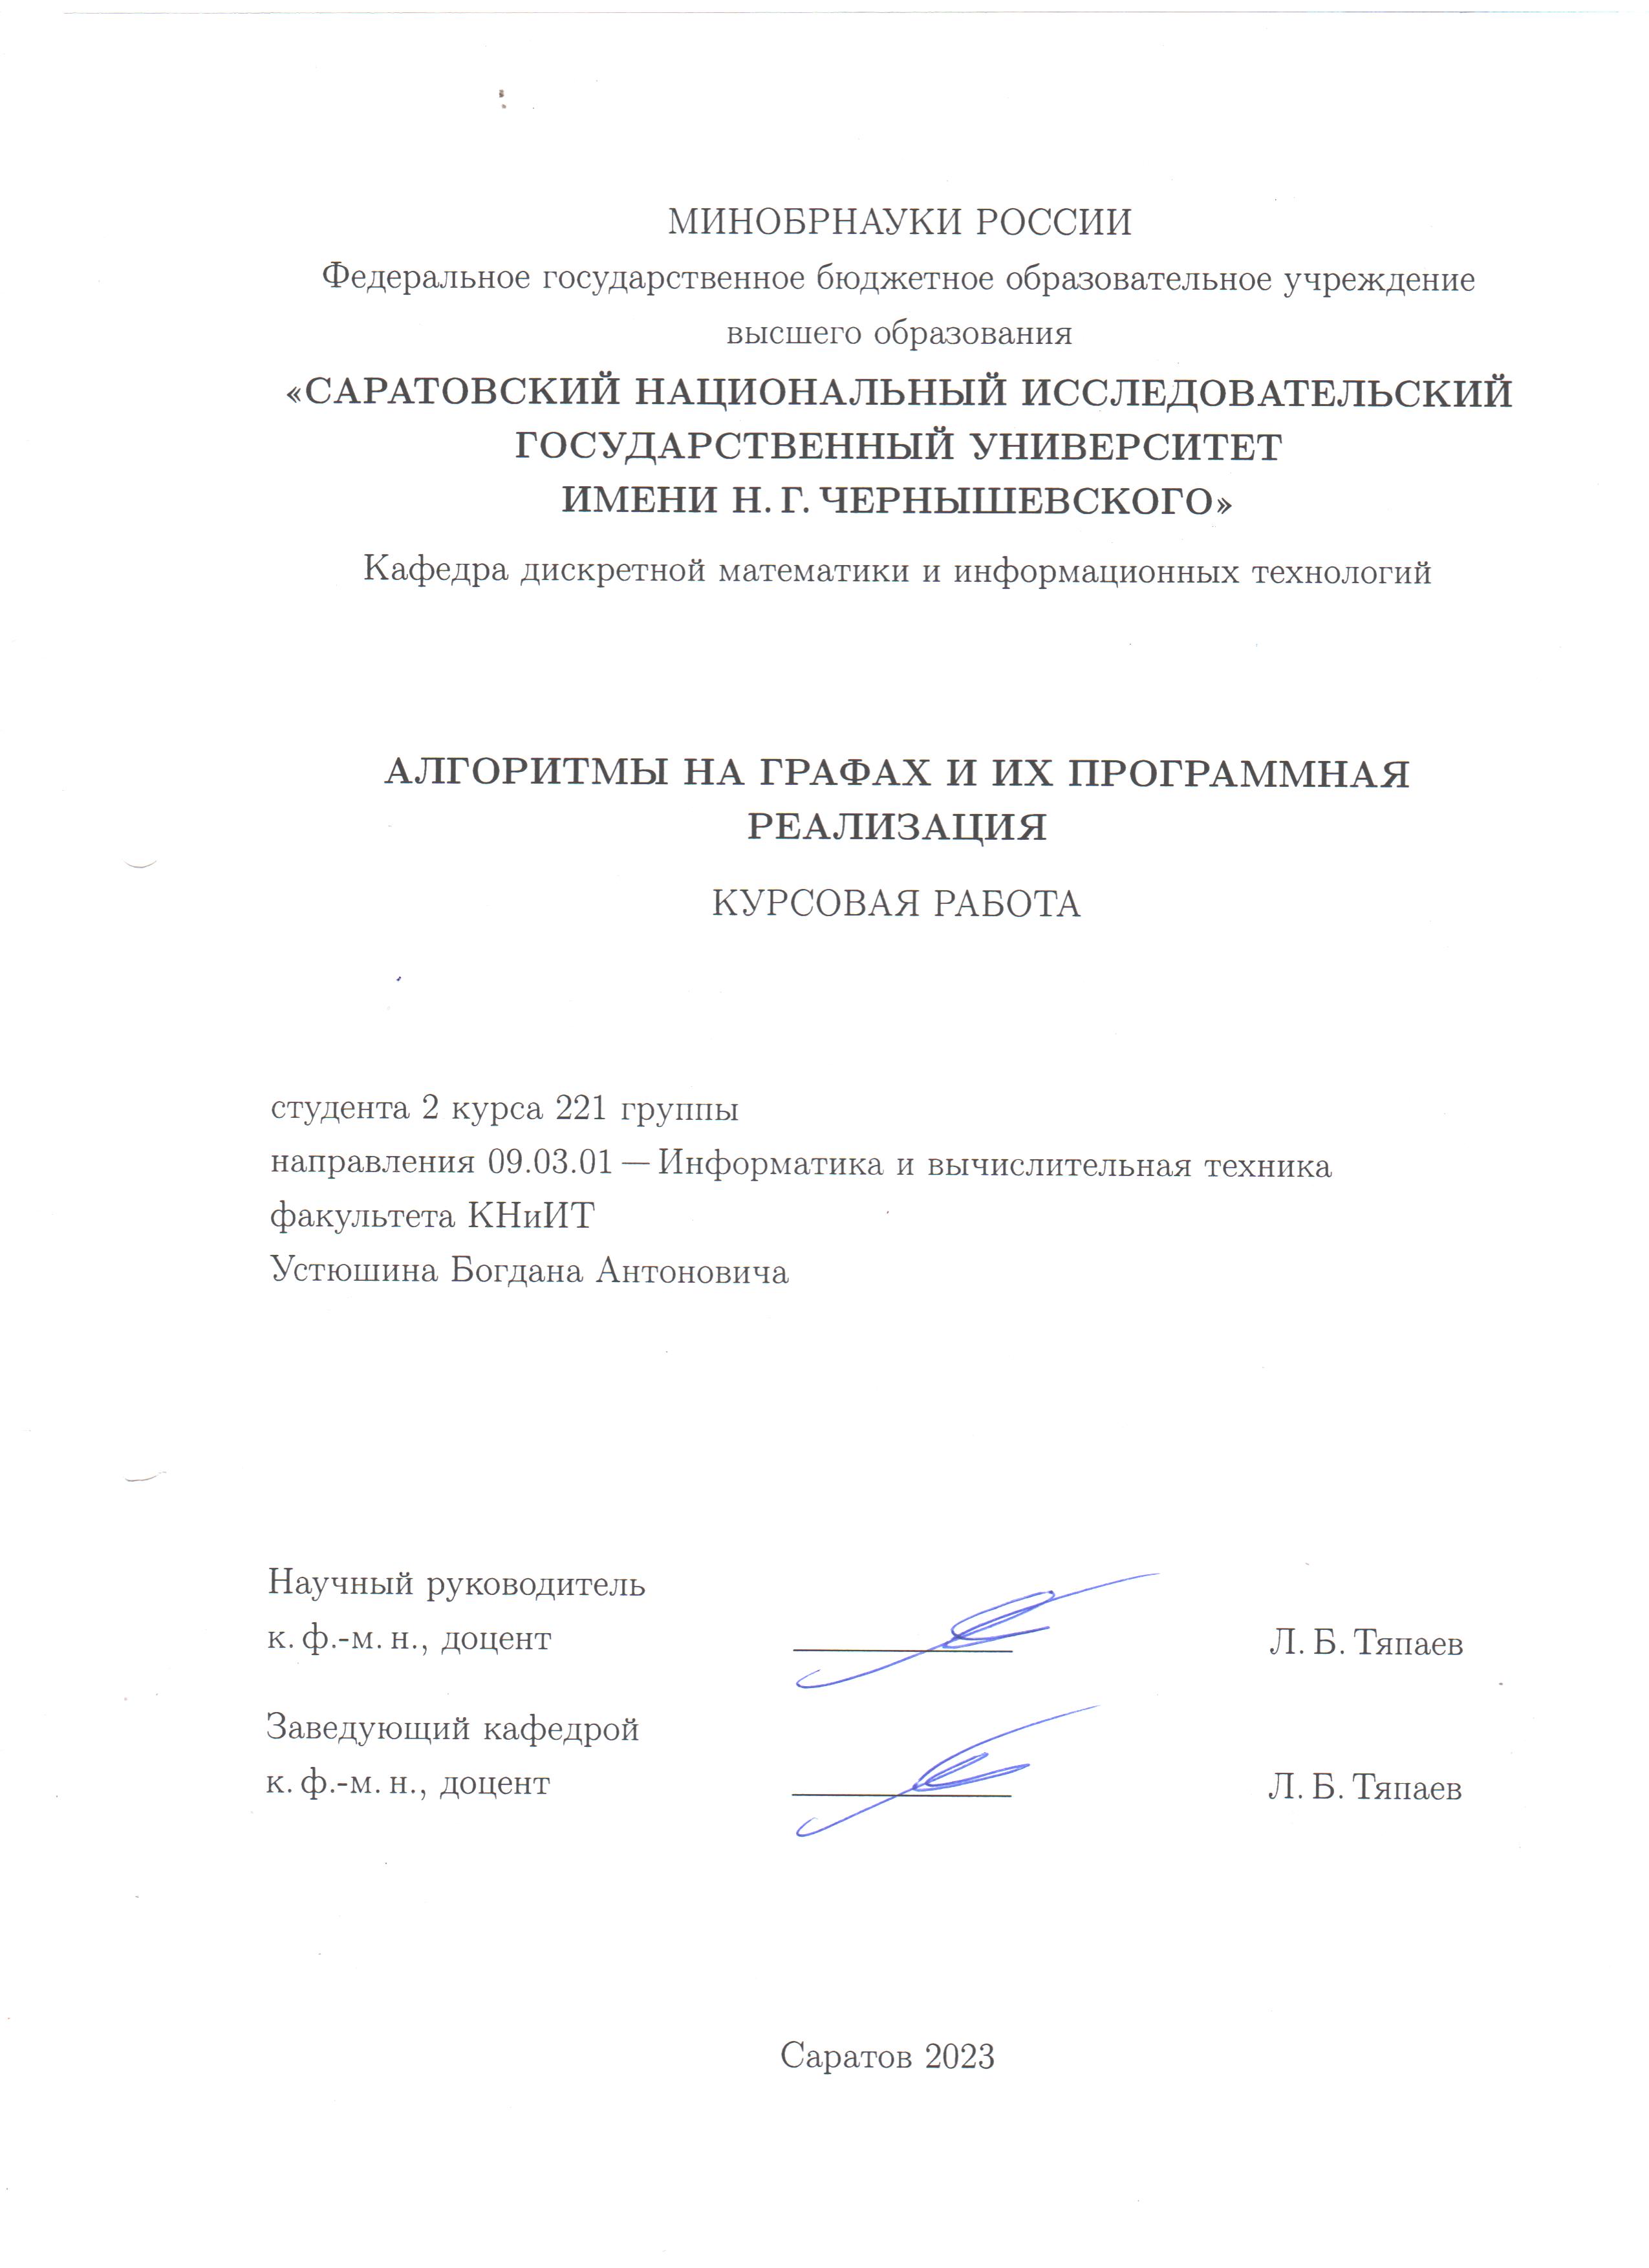 МИНОБРНАУКИ РОССИИ
Федеральное государственное бюджетное образовательное учреждение
высшего образования
«САРАТОВСКИЙ НАЦИОНАЛЬНЫЙ ИССЛЕДОВАТЕЛЬСКИЙ
ГОСУДАРСТВЕННЫЙ УНИВЕРСИТЕТ
ИМЕНИ Н. Г. ЧЕРНЫШЕВСКОГО»
Кафедра дискретной математики и информационных технологий
АЛГОРИТМЫ НА ГРАФАХ И ИХ ПРОГРАММНАЯ
РЕАЛИЗАЦИЯ
КУРСОВАЯ РАБОТА
студента 2 курса 221 группы
направления 09.03.01 — Информатика и вычислительная техника
факультета КНиИТ
Устюшина Богдана Антоновича
Научный руководитель
к. ф.-м. н., доцент Л. Б. Тяпаев
Заведующий кафедрой
к. ф.-м. н., доцент Л. Б. Тяпаев
Саратов 2023